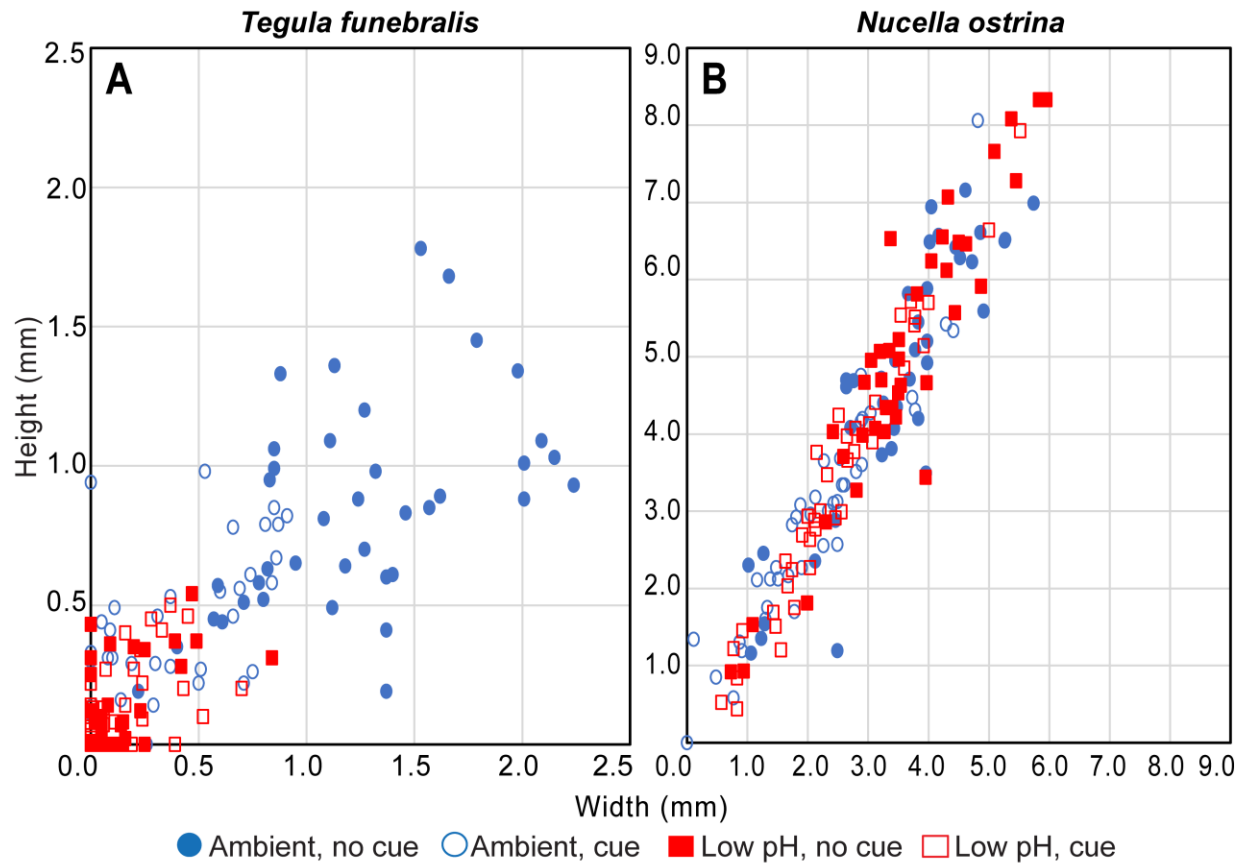 Tegula funebralis
Nucella ostrina
A
B
Height (mm)
2.5
2.0
1.5
1.0
0.5
0.0 0.5 1.0 1.5 2.0 2.5
9.0
8.0
7.0
6.0
5.0
4.0
3.0
2.0
1.0
0.0 1.0 2.0 3.0 4.0 5.0 6.0 7.0 8.0 9.0
Width (mm)
Ambient, no cue Ambient, cue Low pH, no cue Low pH, cue